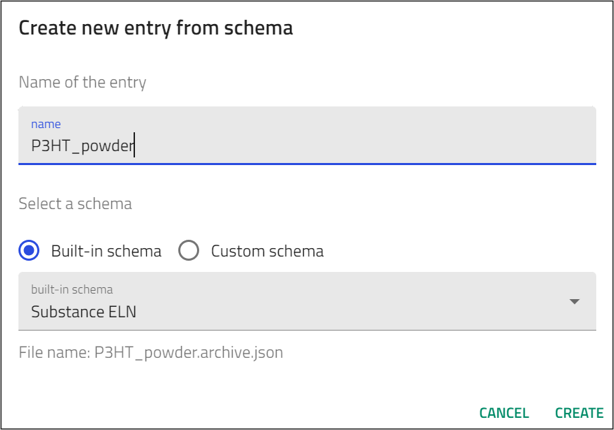 Create new entry from schema
Name of the entry
name
P3HT_powder
Select a schema
Built-in schema Custom schema
built-in schema
Substance ELN
File name: P3HT_powder.archive.json
CANCEL CREATE